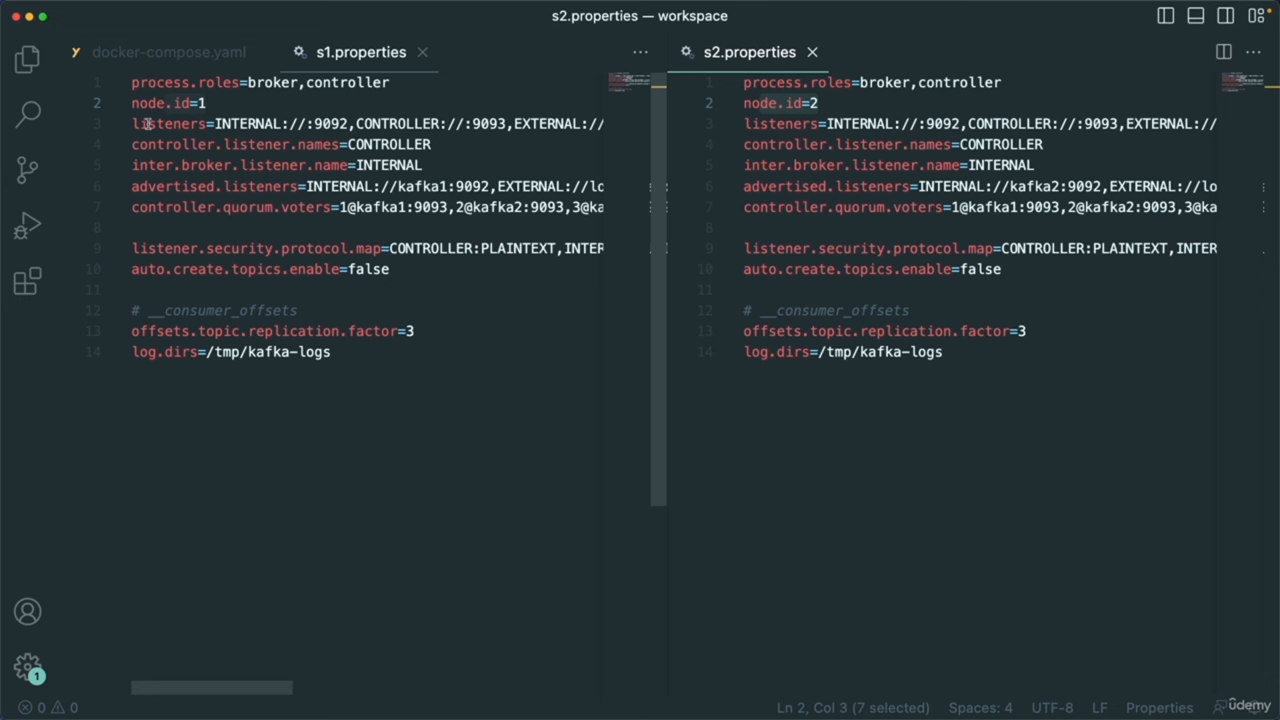 s2.properties — workspace
docker-compose.yaml
s1.properties
1 process.roles=broker,controller
2 node.id=1
3 listeners=INTERNAL://:9092,CONTROLLER://:9093,EXTERNAL://
4 controller.listener.names=CONTROLLER
5 inter.broker.listener.name=INTERNAL
6 advertised.listeners=INTERNAL://kafka1:9092,EXTERNAL://lo
7 controller.quorum.voters=1@kafka1:9093,2@kafka2:9093,3@ka
8
9 listener.security.protocol.map=CONTROLLER:PLAINTEXT,INTER
10 auto.create.topics.enable=false
11
12 # __consumer_offsets
13 offsets.topic.replication.factor=3
14 log.dirs=/tmp/kafka-logs
s2.properties
1 process.roles=broker,controller
2 node.id=2
3 listeners=INTERNAL://:9092,CONTROLLER://:9093,EXTERNAL://
4 controller.listener.names=CONTROLLER
5 inter.broker.listener.name=INTERNAL
6 advertised.listeners=INTERNAL://kafka2:9092,EXTERNAL://lo
7 controller.quorum.voters=1@kafka1:9093,2@kafka2:9093,3@ka
8
9 listener.security.protocol.map=CONTROLLER:PLAINTEXT,INTER
10 auto.create.topics.enable=false
11
12 # __consumer_offsets
13 offsets.topic.replication.factor=3
14 log.dirs=/tmp/kafka-logs
1
0 0 Ln 2, Col 3 (7 selected) Spaces: 4 UTF-8 LF Properties
udemy